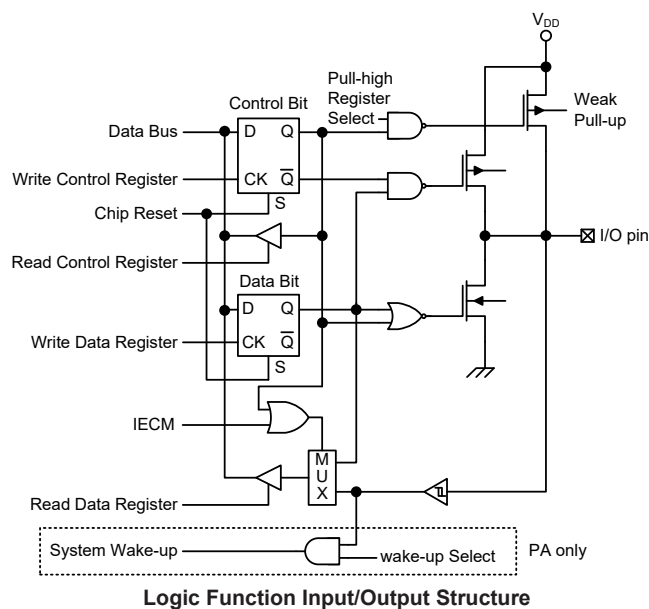 V_DD
Pull-high
Register
Select
Control Bit
Weak
Pull-up
Data Bus
D Q
Write Control Register
CK Q̅
Chip Reset
S
I/O pin
Read Control Register
Data Bit
D Q
Write Data Register
CK Q̅
S
IECM
M
U
X
Read Data Register
System Wake-up
wake-up Select
PA only
Logic Function Input/Output Structure